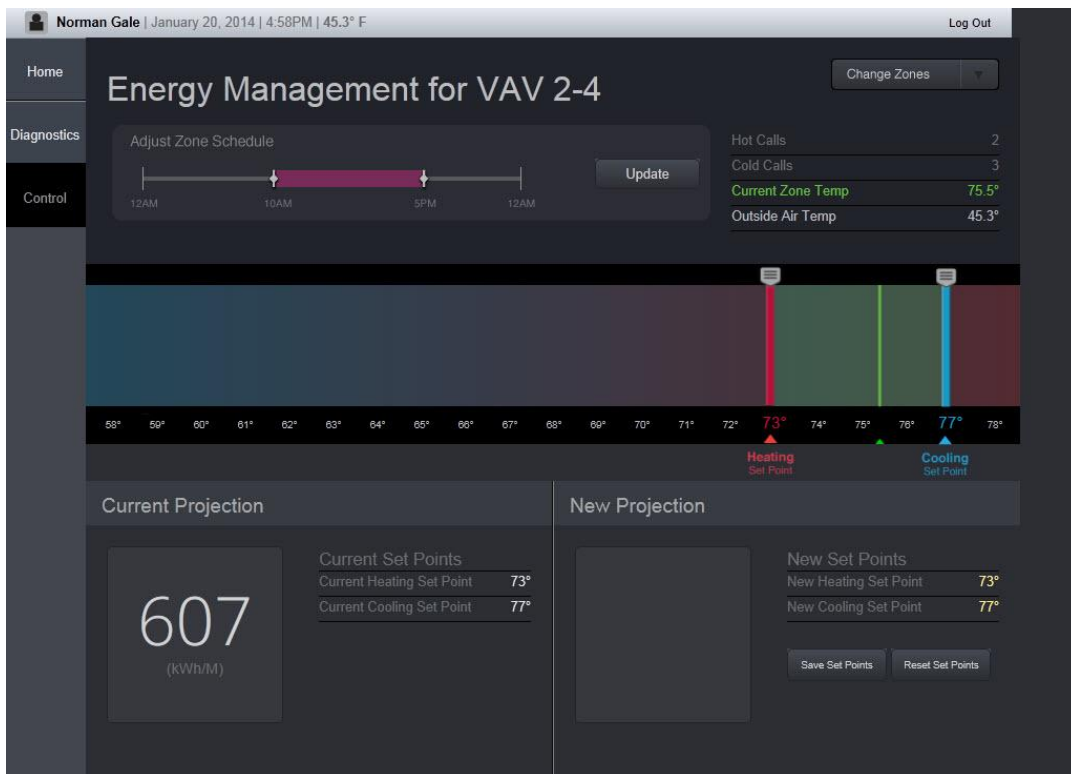 Norman Gale | January 20, 2014 | 4:58PM | 45.3° F
Log Out
Home
Diagnostics
Control
Energy Management for VAV 2-4
Change Zones
Adjust Zone Schedule
12AM 10AM 5PM 12AM
Update
Hot Calls 2
Cold Calls 3
Current Zone Temp 75.5°
Outside Air Temp 45.3°
58° 59° 60° 61° 62° 63° 64° 65° 66° 67° 68° 69° 70° 71° 72° 73° 74° 75° 76° 77° 78°
Heating
Set Point
Cooling
Set Point
Current Projection
607
(kWh/M)
Current Set Points
Current Heating Set Point 73°
Current Cooling Set Point 77°
New Projection
New Set Points
New Heating Set Point 73°
New Cooling Set Point 77°
Save Set Points
Reset Set Points